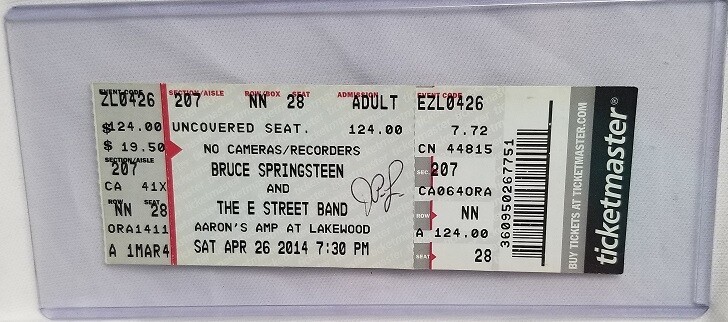 EVENT CODE SECTION/AISLE ROW/BOX SEAT ADMISSION EVENT CODE
ZL0426 207 NN 28 ADULT EZL0426
$124.00 UNCOVERED SEAT. 124.00 7.72
$ 19.50 NO CAMERAS/RECORDERS CN 44815
SECTION/AISLE
207 BRUCE SPRINGSTEEN SEC. 207
CA 41X AND CA064ORA
ROW SEAT
NN 28 THE E STREET BAND ROW NN
ORA1411 AARON'S AMP AT LAKEWOOD A 124.00
A 1MAR4 SAT APR 26 2014 7:30 PM SEAT 28
360950267751
BUY TICKETS AT TICKETMASTER.COM
ticketmaster®